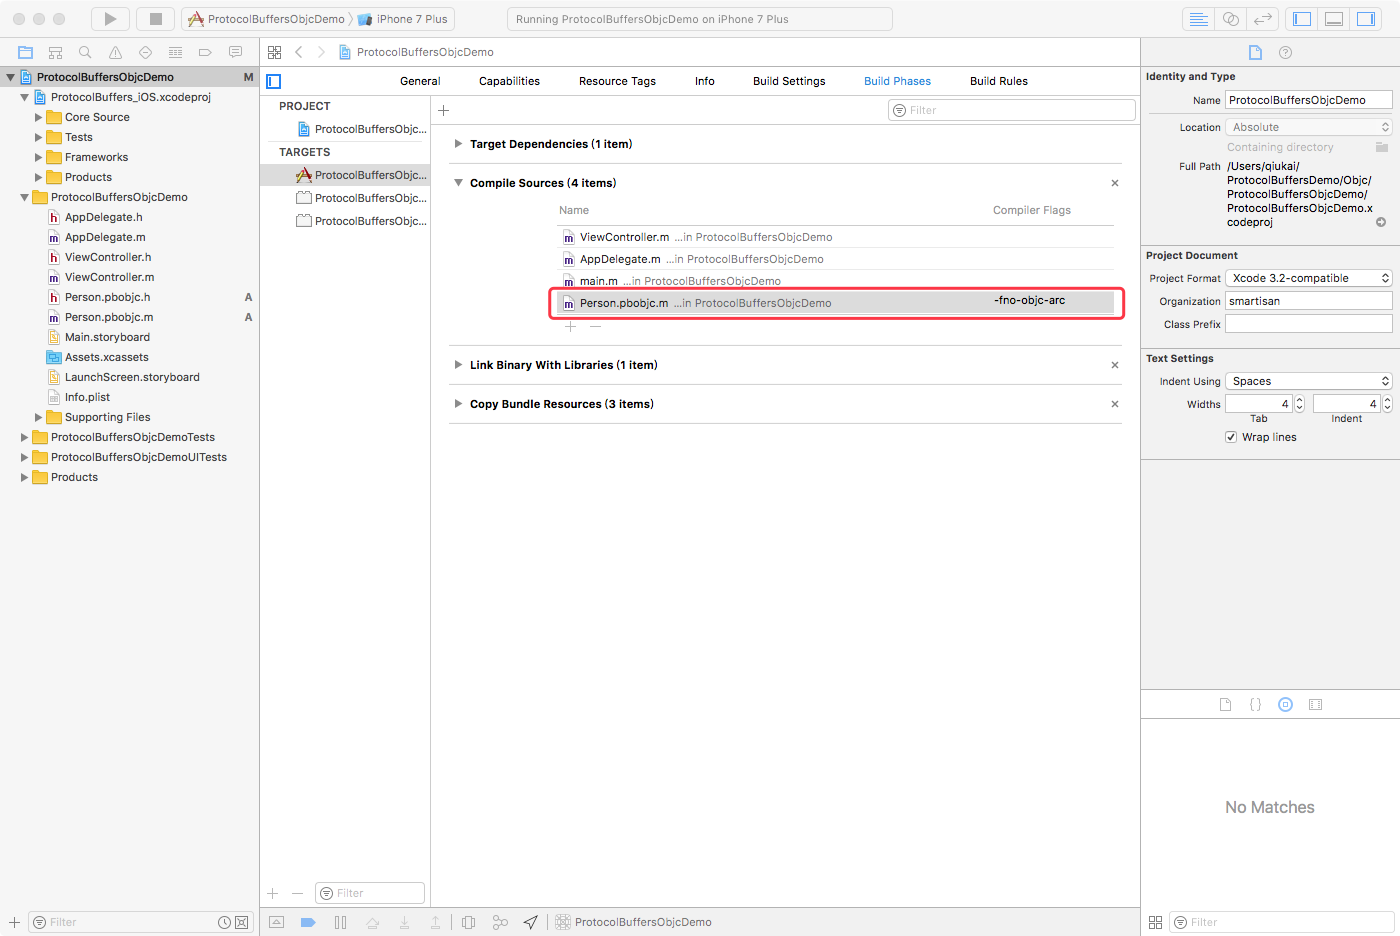 ProtocolBuffersObjcDemo
iPhone 7 Plus
Running ProtocolBuffersObjcDemo on iPhone 7 Plus
ProtocolBuffersObjcDemo M
ProtocolBuffers_iOS.xcodeproj
Core Source
Tests
Frameworks
Products
ProtocolBuffersObjcDemo
AppDelegate.h
AppDelegate.m
ViewController.h
ViewController.m
Person.pbobjc.h A
Person.pbobjc.m A
Main.storyboard
Assets.xcassets
LaunchScreen.storyboard
Info.plist
Supporting Files
ProtocolBuffersObjcDemoTests
ProtocolBuffersObjcDemoUITests
Products
Filter
ProtocolBuffersObjcDemo
General Capabilities Resource Tags Info Build Settings Build Phases Build Rules
PROJECT
ProtocolBuffersObjc...
TARGETS
ProtocolBuffersObjc...
ProtocolBuffersObjc...
ProtocolBuffersObjc...
Filter
Filter
Target Dependencies (1 item)
Compile Sources (4 items)
Name Compiler Flags
ViewController.m ...in ProtocolBuffersObjcDemo
AppDelegate.m ...in ProtocolBuffersObjcDemo
main.m ...in ProtocolBuffersObjcDemo
Person.pbobjc.m ...in ProtocolBuffersObjcDemo -fno-objc-arc
Link Binary With Libraries (1 item)
Copy Bundle Resources (3 items)
ProtocolBuffersObjcDemo
Identity and Type
Name ProtocolBuffersObjcDemo
Location Absolute
Containing directory
Full Path /Users/qiukai/
ProtocolBuffersDemo/Objc/
ProtocolBuffersObjcDemo/
ProtocolBuffersObjcDemo.x
codeproj
Project Document
Project Format Xcode 3.2-compatible
Organization smartisan
Class Prefix
Text Settings
Indent Using Spaces
Widths 4 4
Tab Indent
Wrap lines
No Matches
Filter